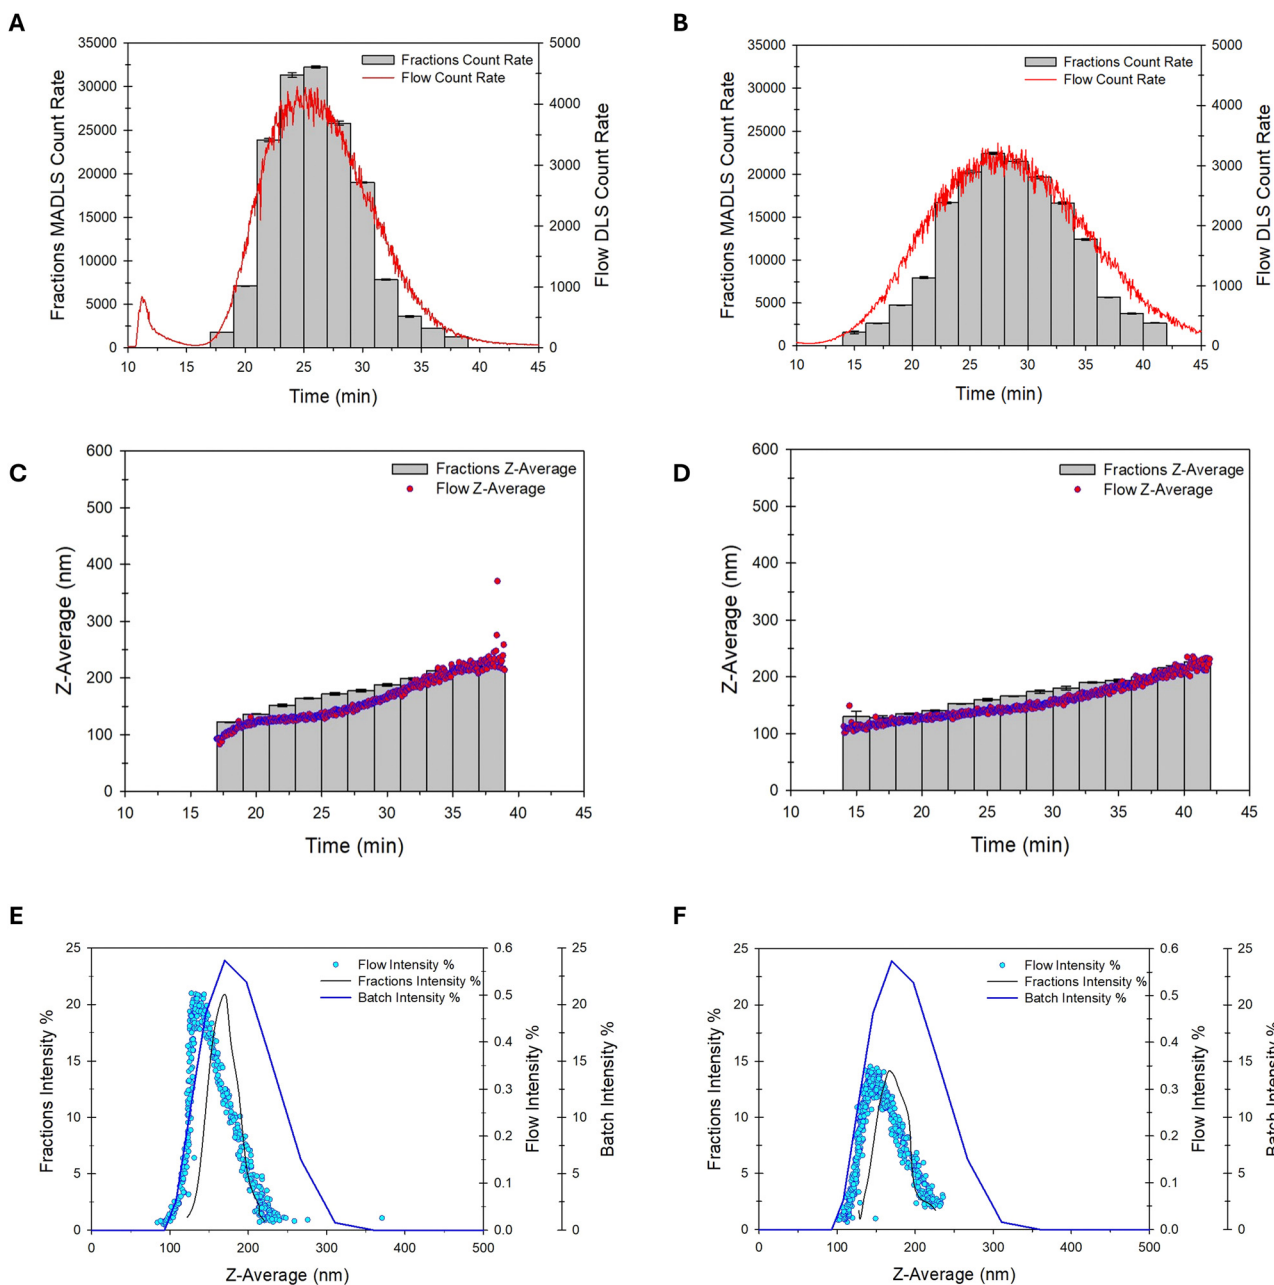 A
35000
30000
25000
20000
15000
10000
5000
0
Fractions MADLS Count Rate
5000
4000
3000
2000
1000
0
Flow DLS Count Rate
Fractions Count Rate
Flow Count Rate
10 15 20 25 30 35 40 45
Time (min)
B
35000
30000
25000
20000
15000
10000
5000
0
Fractions MADLS Count Rate
5000
4000
3000
2000
1000
0
Flow DLS Count Rate
Fractions Count Rate
Flow Count Rate
10 15 20 25 30 35 40 45
Time (min)
C
600
500
400
300
200
100
0
Z-Average (nm)
Fractions Z-Average
Flow Z-Average
10 15 20 25 30 35 40 45
Time (min)
D
600
500
400
300
200
100
0
Z-Average (nm)
Fractions Z-Average
Flow Z-Average
10 15 20 25 30 35 40 45
Time (min)
E
25
20
15
10
5
0
Fractions Intensity %
Flow Intensity %
Fractions Intensity %
Batch Intensity %
0.6
0.5
0.4
0.3
0.2
0.1
0.0
Flow Intensity %
25
20
15
10
5
0
Batch Intensity %
0 100 200 300 400 500
Z-Average (nm)
F
25
20
15
10
5
0
Fractions Intensity %
Flow Intensity %
Fractions Intensity %
Batch Intensity %
0.6
0.5
0.4
0.3
0.2
0.1
0.0
Flow Intensity %
25
20
15
10
5
0
Batch Intensity %
0 100 200 300 400 500
Z-Average (nm)